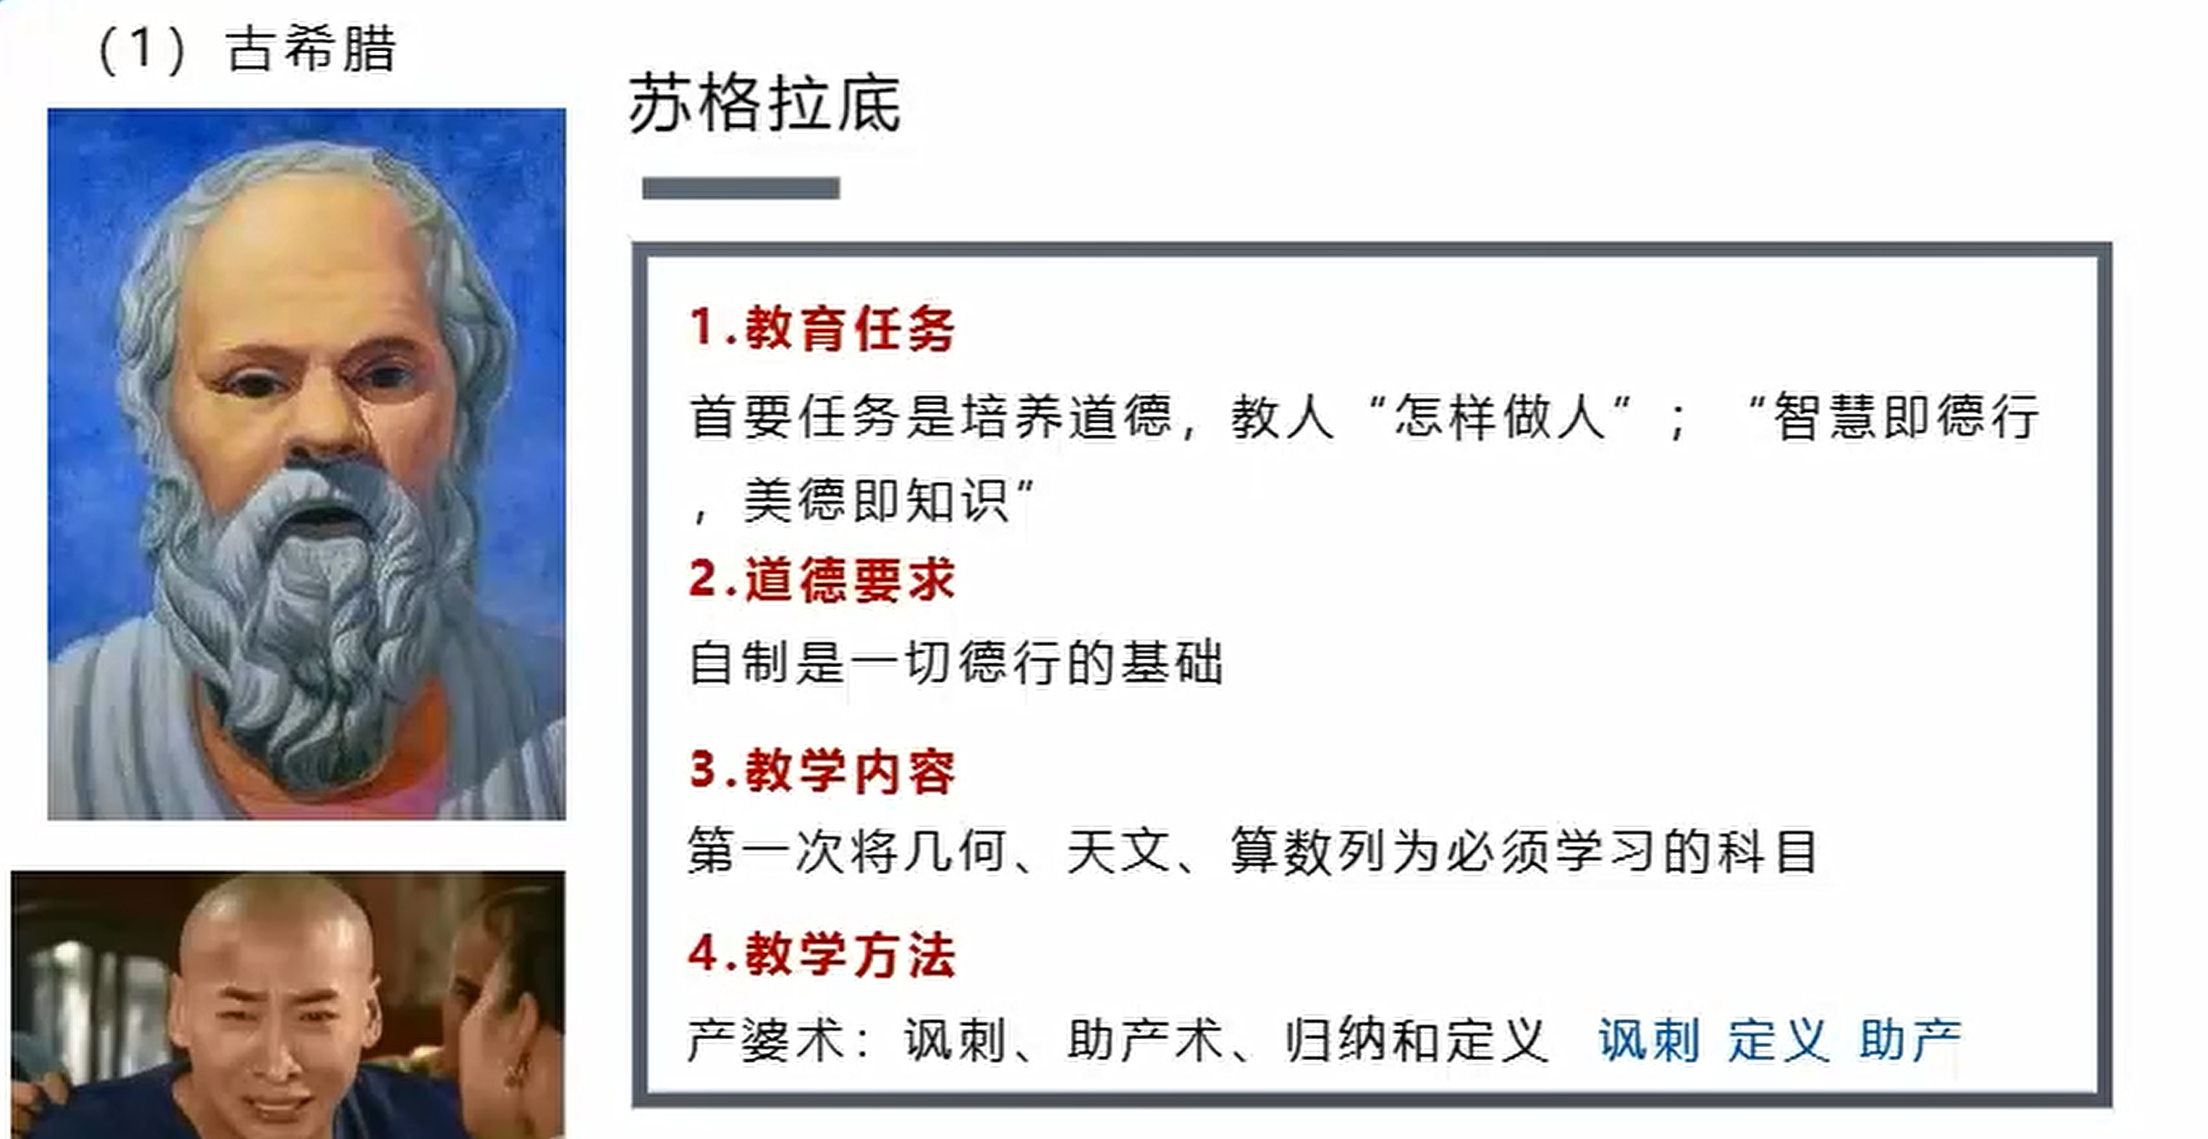 （1）古希腊
苏格拉底
1.教育任务
首要任务是培养道德，教人“怎样做人”；“智慧即德行
，美德即知识”
2.道德要求
自制是一切德行的基础
3.教学内容
第一次将几何、天文、算数列为必须学习的科目
4.教学方法
产婆术：讽刺、助产术、归纳和定义 讽刺 定义 助产